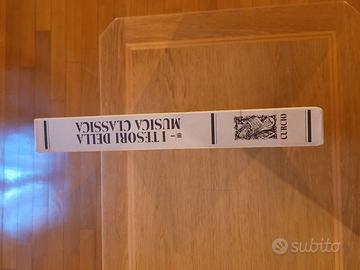 I TESORI DELLA
MUSICA CLASSICA
CURCIO
subito